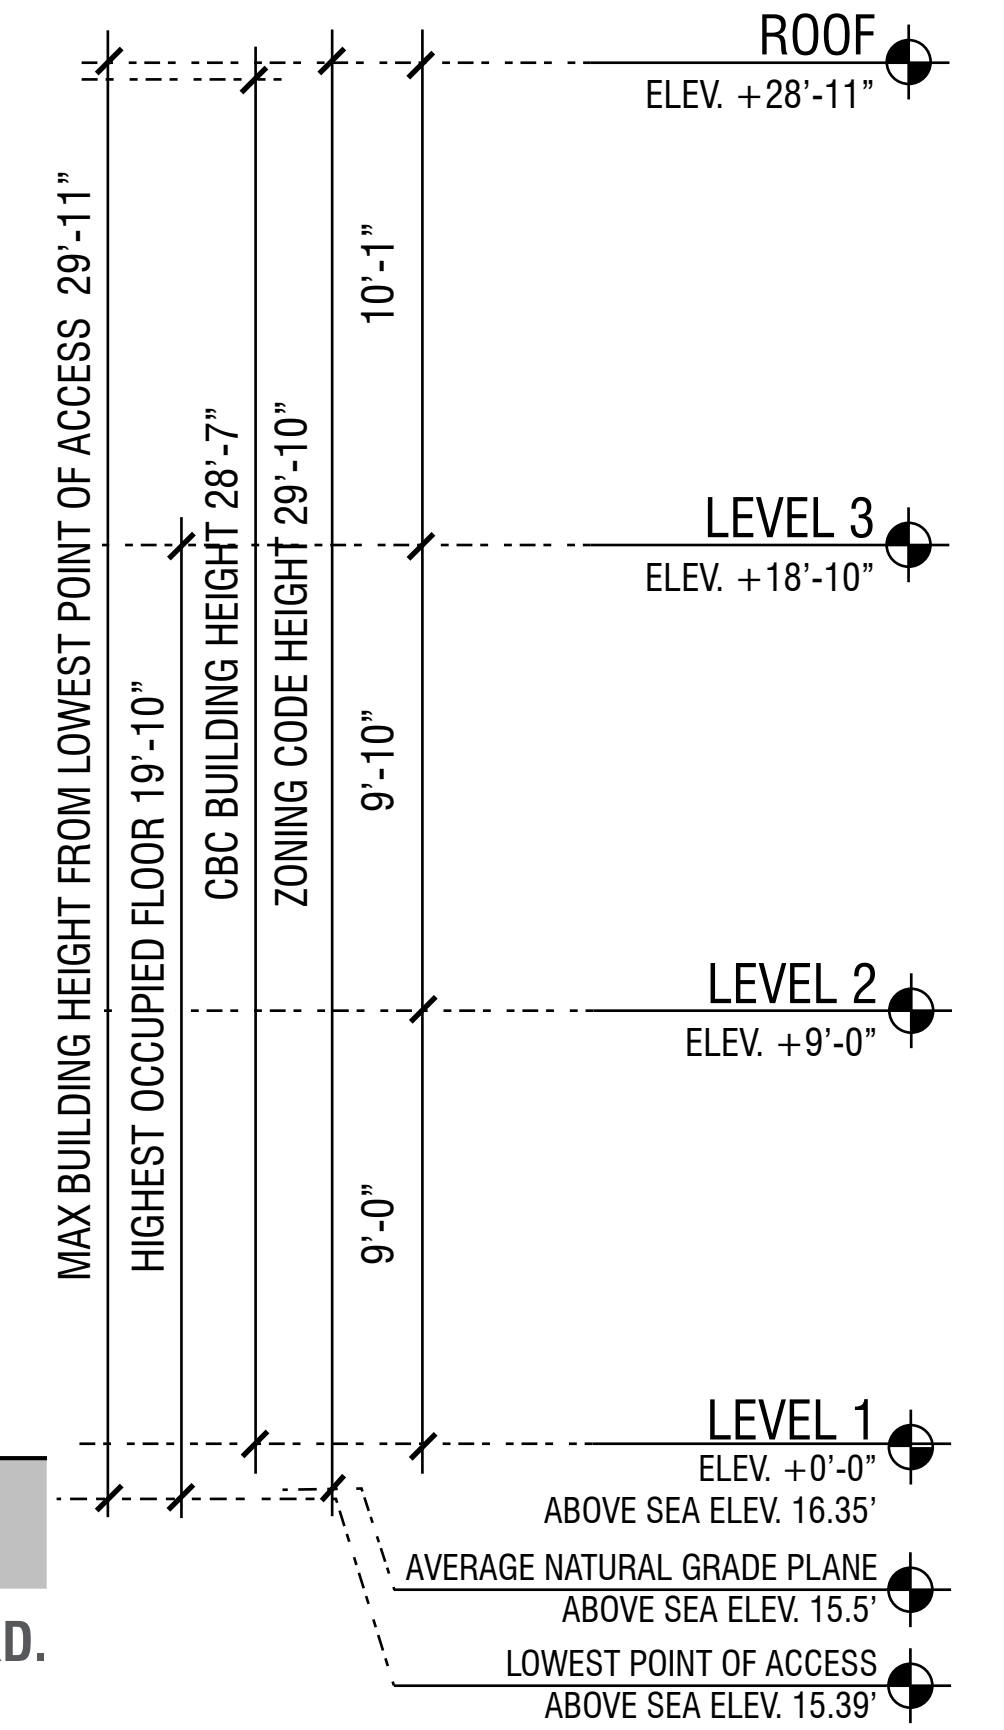 ROOF
ELEV. +28’-11”
MAX BUILDING HEIGHT FROM LOWEST POINT OF ACCESS 29’-11”
HIGHEST OCCUPIED FLOOR 19’-10”
CBC BUILDING HEIGHT 28’-7”
ZONING CODE HEIGHT 29’-10”
10’-1”
LEVEL 3
ELEV. +18’-10”
9’-10”
LEVEL 2
ELEV. +9’-0”
9’-0”
LEVEL 1
ELEV. +0’-0”
ABOVE SEA ELEV. 16.35’
AVERAGE NATURAL GRADE PLANE
ABOVE SEA ELEV. 15.5’
LOWEST POINT OF ACCESS
ABOVE SEA ELEV. 15.39’
D.